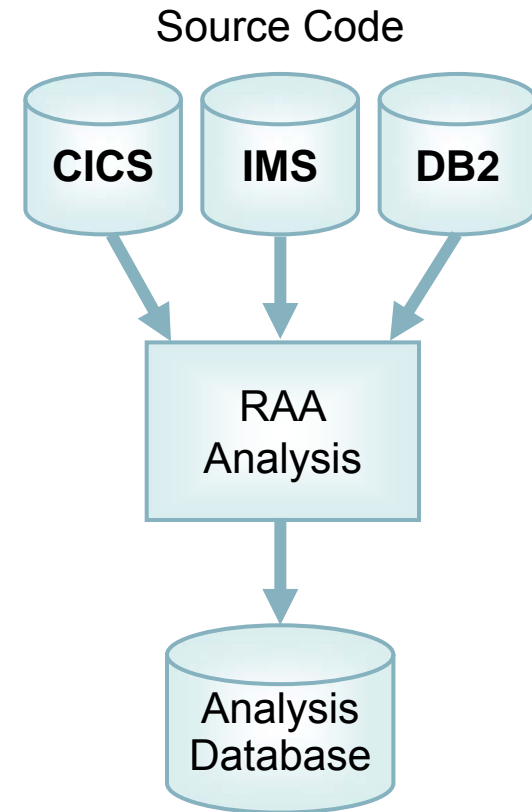 Source Code
CICS
IMS
DB2
RAA
Analysis
Analysis
Database